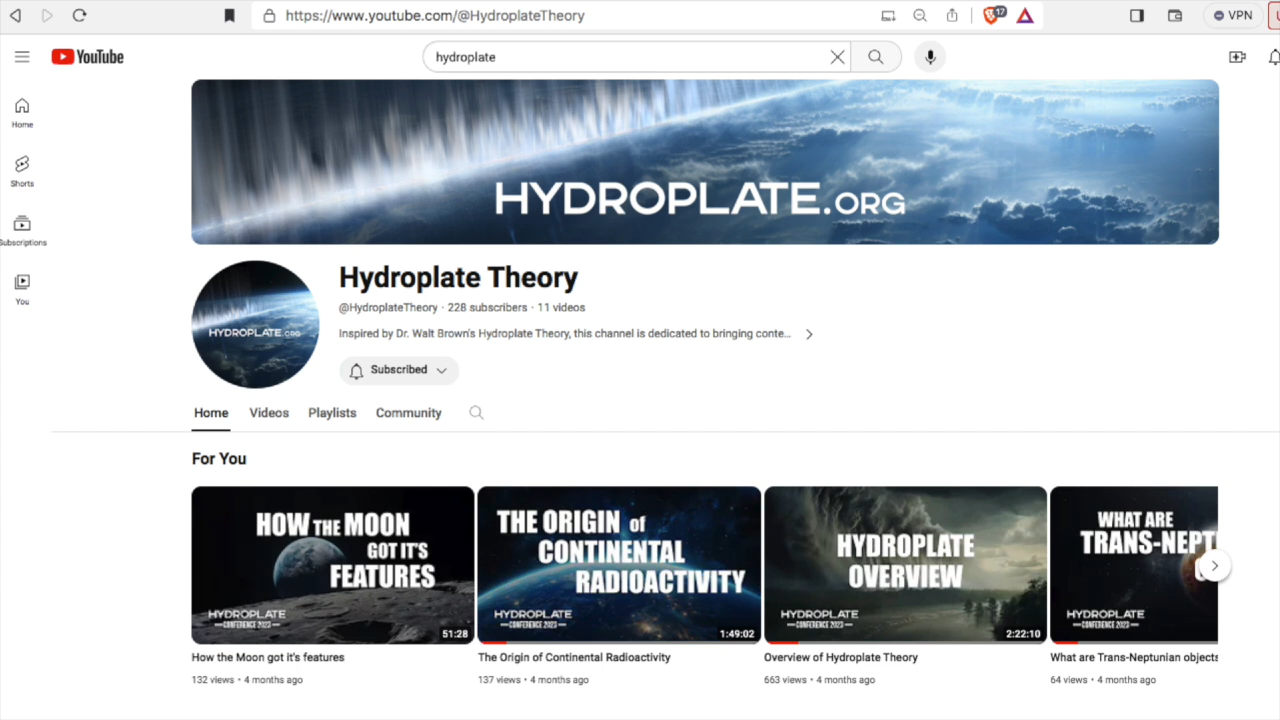 https://www.youtube.com/@HydroplateTheory
17
VPN
YouTube
hydroplate
Home
Shorts
Subscriptions
You
HYDROPLATE.ORG
HYDROPLATE.ORG
Hydroplate Theory
@HydroplateTheory · 228 subscribers · 11 videos
Inspired by Dr. Walt Brown's Hydroplate Theory, this channel is dedicated to bringing conte...
Subscribed
Home Videos Playlists Community
For You
HOW THE MOON
GOT IT'S
FEATURES
HYDROPLATE
CONFERENCE 2023
51:28
THE ORIGIN of
CONTINENTAL
RADIOACTIVITY
HYDROPLATE
CONFERENCE 2023
1:49:02
HYDROPLATE
OVERVIEW
HYDROPLATE
CONFERENCE 2023
2:22:10
WHAT ARE
TRANS-NEPT
HYDROPLATE
CONFERENCE 2023
How the Moon got it's features
132 views • 4 months ago
The Origin of Continental Radioactivity
137 views • 4 months ago
Overview of Hydroplate Theory
663 views • 4 months ago
What are Trans-Neptunian objects
64 views • 4 months ago